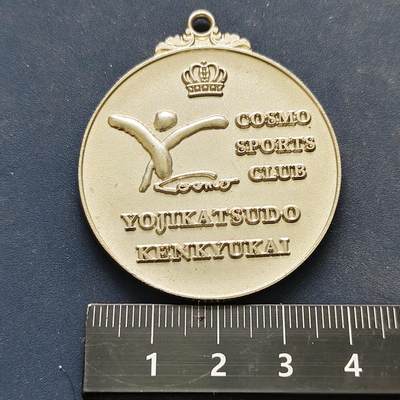 COSMO
SPORTS
CLUB
Cosmo
YOJIKATSUDO
KENKYUKAI
1 2 3 4